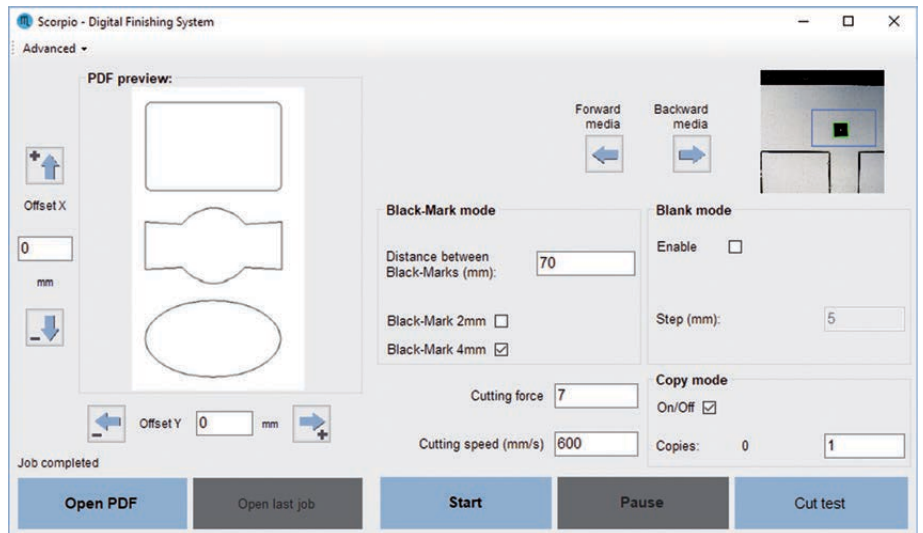 Scorpio - Digital Finishing System
Advanced
PDF preview:
Forward
media
Backward
media
+
Offset X
0
mm
-
Black-Mark mode
Distance between
Black-Marks (mm):
70
Black-Mark 2mm
Black-Mark 4mm
Blank mode
Enable
Step (mm):
5
Cutting force
7
Cutting speed (mm/s)
600
Copy mode
On/Off
Copies:
0
1
-
Offset Y
0
mm
+
Job completed
Open PDF
Open last job
Start
Pause
Cut test